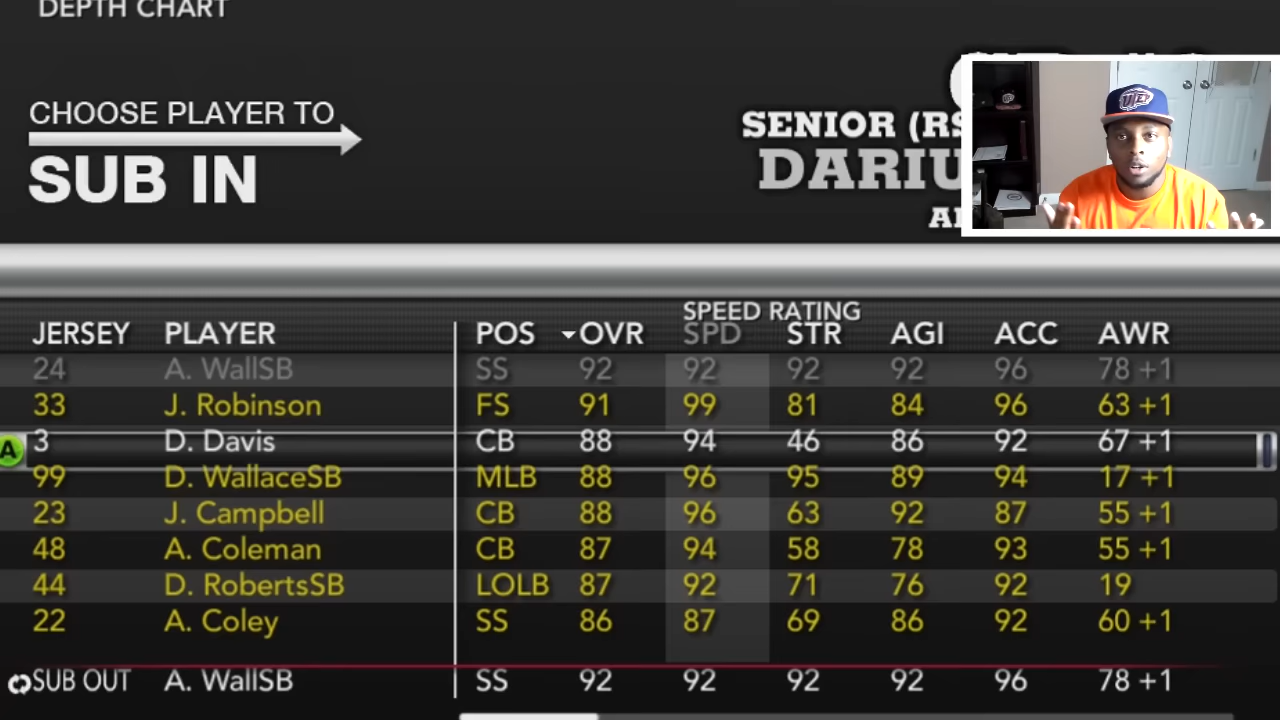 DEPTH CHART
CHOOSE PLAYER TO
SUB IN
SENIOR (RS
DARIU
SPEED RATING
JERSEY PLAYER POS OVR SPD STR AGI ACC AWR
24 A. WallSB SS 92 92 92 92 96 78 +1
33 J. Robinson FS 91 99 81 84 96 63 +1
A 3 D. Davis CB 88 94 46 86 92 67 +1
99 D. WallaceSB MLB 88 96 95 89 94 17 +1
23 J. Campbell CB 88 96 63 92 87 55 +1
48 A. Coleman CB 87 94 58 78 93 55 +1
44 D. RobertsSB LOLB 87 92 71 76 92 19
22 A. Coley SS 86 87 69 86 92 60 +1
SUB OUT A. WallSB SS 92 92 92 92 96 78 +1